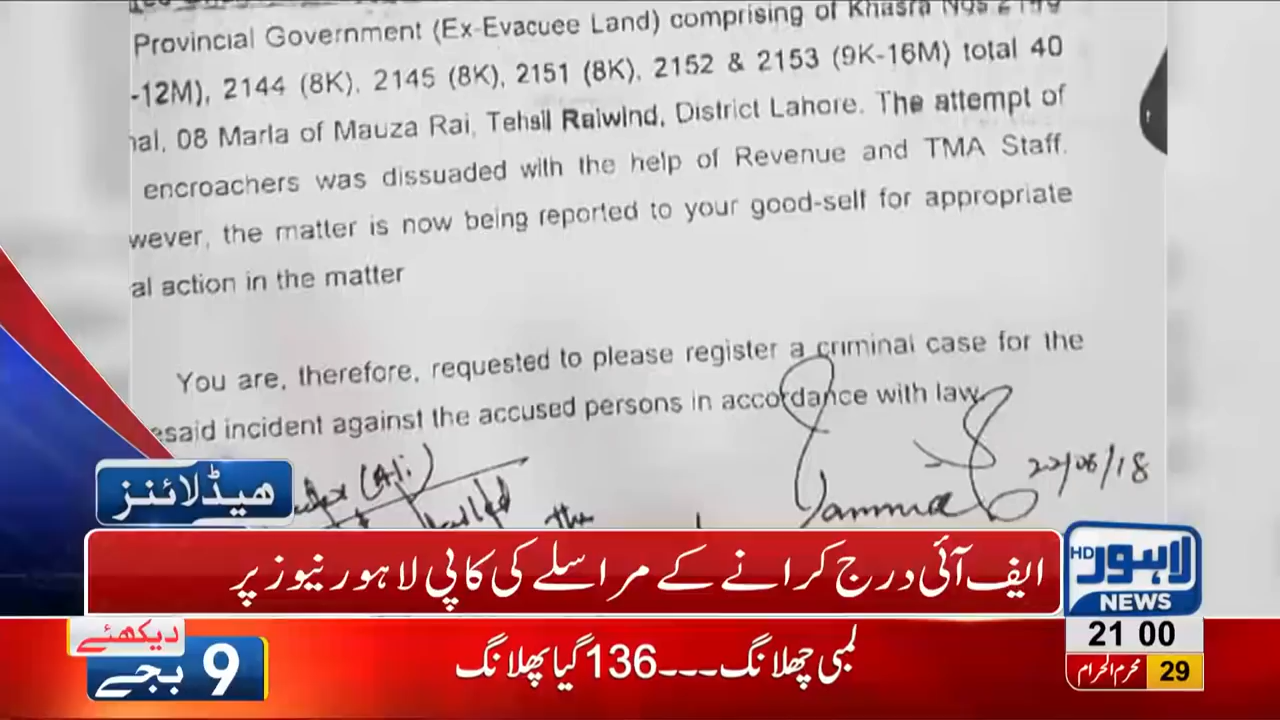 Provincial Government (Ex-Evacuee Land) comprising of Khasra Nos
-12M), 2144 (8K), 2145 (8K), 2151 (8K), 2152 & 2153 (9K-16M) total 40
nal, 08 Marla of Mauza Rai, Tehsil Raiwind, District Lahore. The attempt of
encroachers was dissuaded with the help of Revenue and TMA Staff.
wever, the matter is now being reported to your good-self for appropriate
al action in the matter
You are, therefore, requested to please register a criminal case for the
esaid incident against the accused persons in accordance with law.
22/06/18
the
ہیڈلائنز
ایف آئی درج کرانے کے مراسلے کی کاپی لاہور نیوز پر
HD لاہور
NEWS
21 00
29 محرم الحرام
دیکھئے
9 بجے
لمبی چھلانگ۔۔۔136 گیا پھلانگ